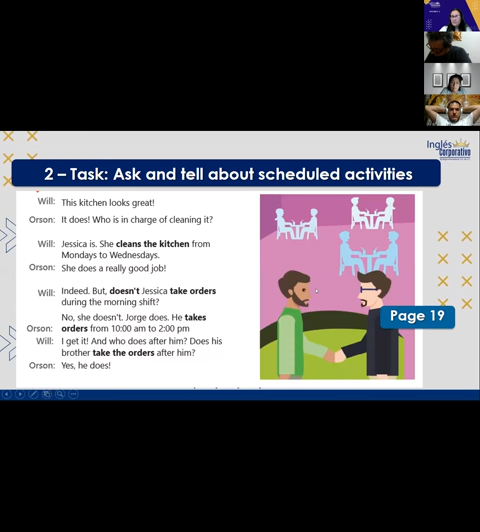 Inglés
Corporativo
2 – Task: Ask and tell about scheduled activities
Will: This kitchen looks great!
Orson: It does! Who is in charge of cleaning it?
Will: Jessica is. She cleans the kitchen from
Mondays to Wednesdays.
Orson: She does a really good job!
Will: Indeed. But, doesn't Jessica take orders
during the morning shift?
No, she doesn't. Jorge does. He takes
Orson: orders from 10:00 am to 2:00 pm
Will: I get it! And who does after him? Does his
brother take the orders after him?
Orson: Yes, he does!
Page 19